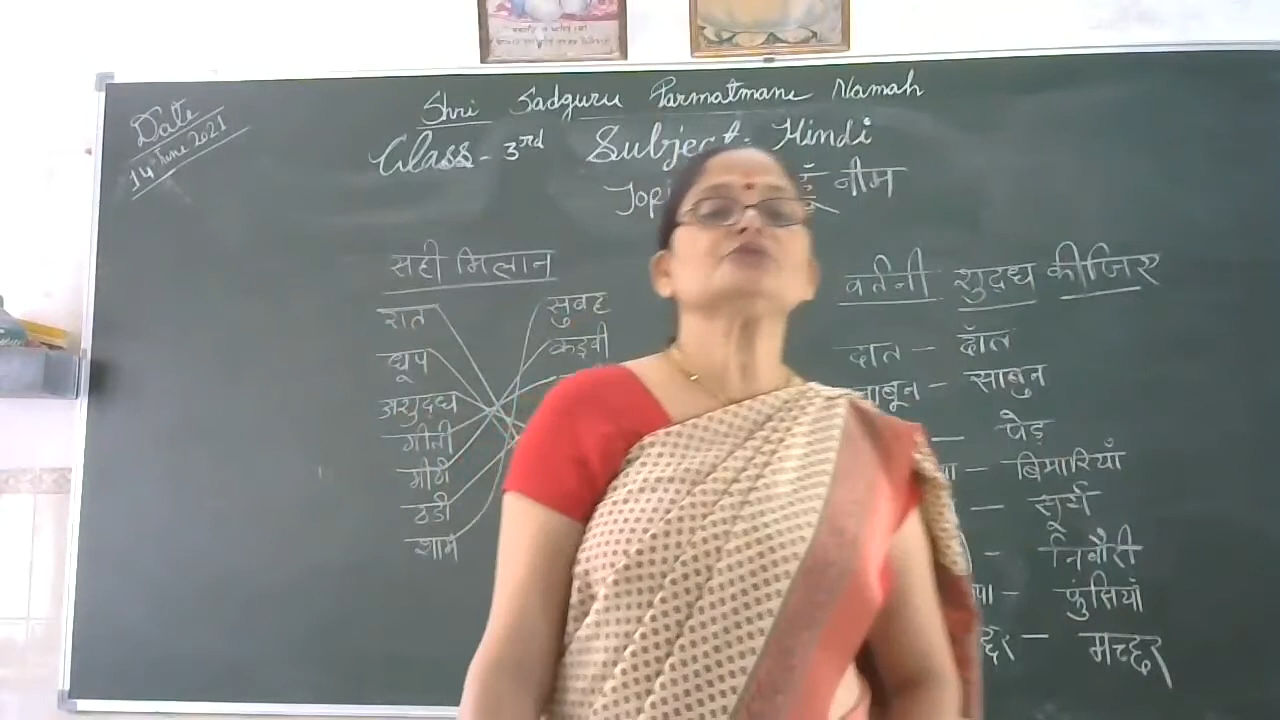 Date
14 June 2021
Shri Sadguru Parmatmane Namah
Class - 3rd Subject - Hindi
नीम
सही मिलान
रात
धूप
अशुद्ध
गीली
मीठी
ठंडी
शाम
सुबह
कड़वी
वर्तनी शुद्ध कीजिए
दात - दाँत
साबून - साबुन
— पेड़
— बिमारियाँ
— सूर्य
- निबौरी
- फुंसियाँ
— मच्छर